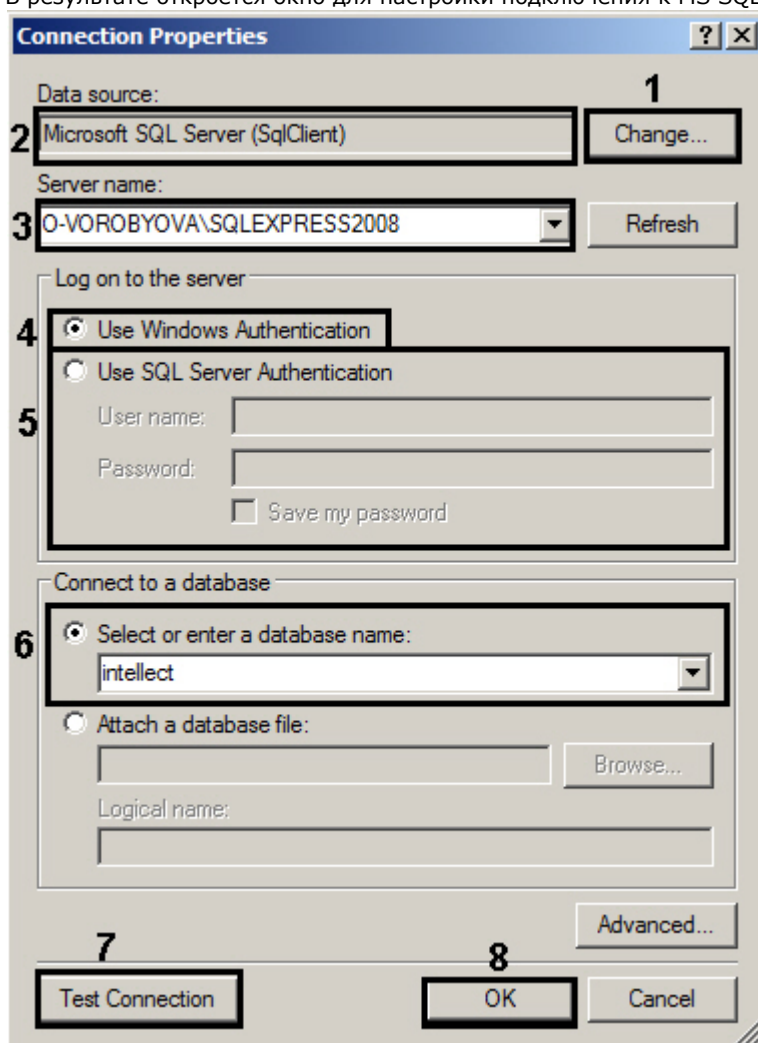 В результате откроется окно для настройки подключения к MS SQL
Connection Properties
Data source:
1
2 Microsoft SQL Server (SqlClient) Change...
Server name:
3 O-VOROBYOVA\SQLEXPRESS2008 Refresh
Log on to the server
4 Use Windows Authentication
Use SQL Server Authentication
5 User name:
Password:
Save my password
Connect to a database
6 Select or enter a database name:
intellect
Attach a database file:
Browse...
Logical name:
Advanced...
7 8
Test Connection OK Cancel